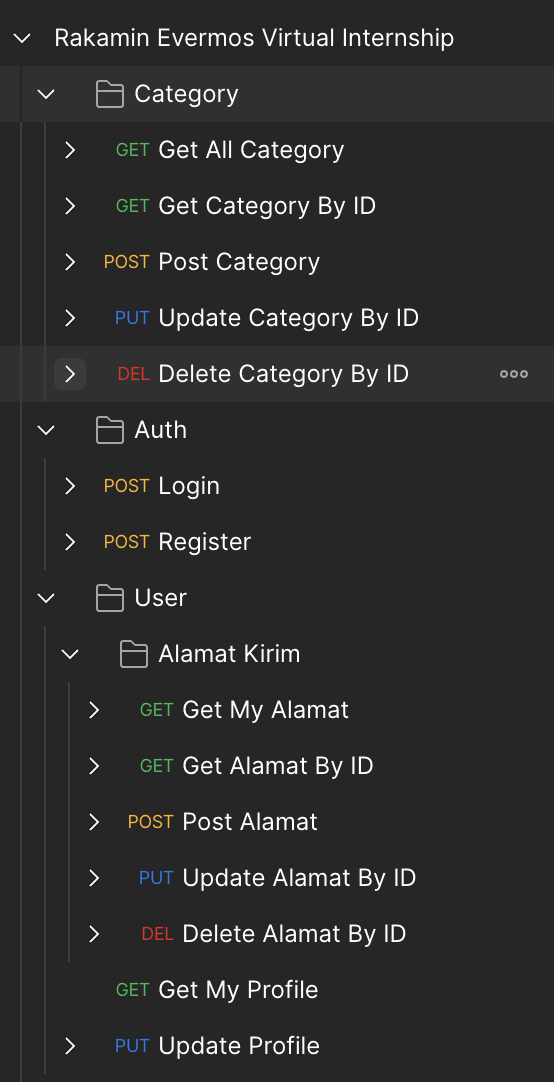 Rakamin Evermos Virtual Internship
Category
GET Get All Category
GET Get Category By ID
POST Post Category
PUT Update Category By ID
DEL Delete Category By ID
Auth
POST Login
POST Register
User
Alamat Kirim
GET Get My Alamat
GET Get Alamat By ID
POST Post Alamat
PUT Update Alamat By ID
DEL Delete Alamat By ID
GET Get My Profile
PUT Update Profile